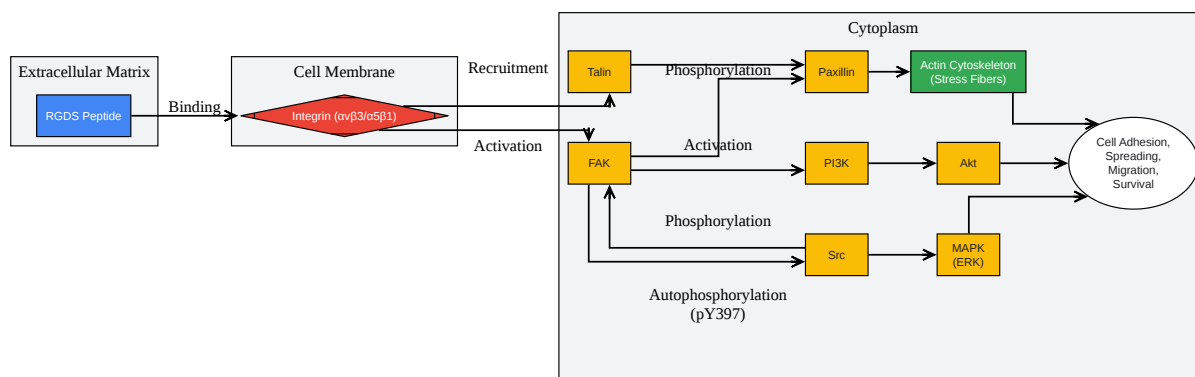 Cytoplasm
Extracellular Matrix
Cell Membrane
Recruitment
Talin
Phosphorylation
Paxillin
Actin Cytoskeleton
(Stress Fibers)
RGDS Peptide
Binding
Integrin (αvβ3/α5β1)
Activation
FAK
Activation
PI3K
Akt
Cell Adhesion,
Spreading,
Migration,
Survival
Phosphorylation
Src
MAPK
(ERK)
Autophosphorylation
(pY397)